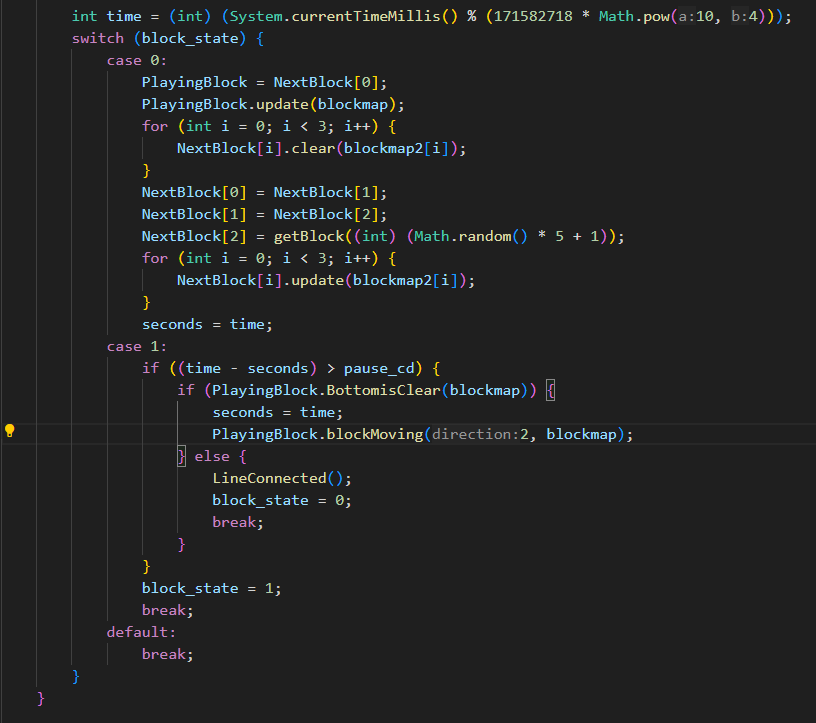 int time = (int) (System.currentTimeMillis() % (171582718 * Math.pow(a:10, b:4)));
switch (block_state) {
case 0:
PlayingBlock = NextBlock[0];
PlayingBlock.update(blockmap);
for (int i = 0; i < 3; i++) {
NextBlock[i].clear(blockmap2[i]);
}
NextBlock[0] = NextBlock[1];
NextBlock[1] = NextBlock[2];
NextBlock[2] = getBlock((int) (Math.random() * 5 + 1));
for (int i = 0; i < 3; i++) {
NextBlock[i].update(blockmap2[i]);
}
seconds = time;
case 1:
if ((time - seconds) > pause_cd) {
if (PlayingBlock.BottomisClear(blockmap)) {
seconds = time;
PlayingBlock.blockMoving(direction:2, blockmap);
} else {
LineConnected();
block_state = 0;
break;
}
}
block_state = 1;
break;
default:
break;
}
}